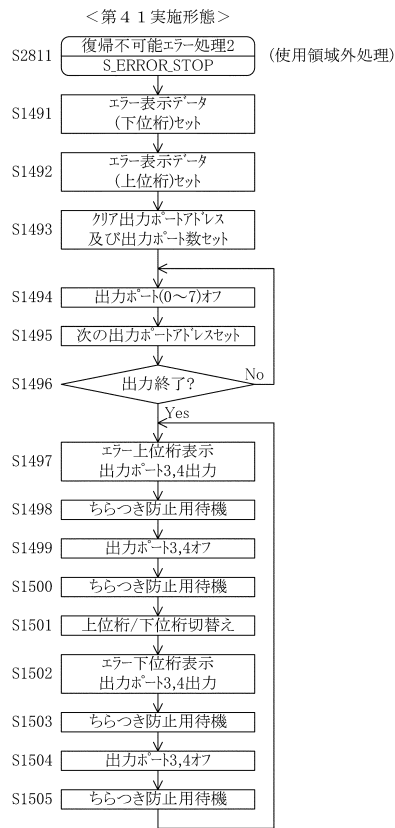 ＜第４１実施形態＞
S2811
復帰不可能エラー処理2
S_ERROR_STOP
(使用領域外処理)
S1491
エラー表示データ
(下位桁)セット
S1492
エラー表示データ
(上位桁)セット
S1493
クリア出力ポートアドレス
及び出力ポート数セット
S1494
出力ポート(0～7)オフ
S1495
次の出力ポートアドレスセット
S1496
出力終了?
No
Yes
S1497
エラー上位桁表示
出力ポート3,4出力
S1498
ちらつき防止用待機
S1499
出力ポート3,4オフ
S1500
ちらつき防止用待機
S1501
上位桁/下位桁切替え
S1502
エラー下位桁表示
出力ポート3,4出力
S1503
ちらつき防止用待機
S1504
出力ポート3,4オフ
S1505
ちらつき防止用待機